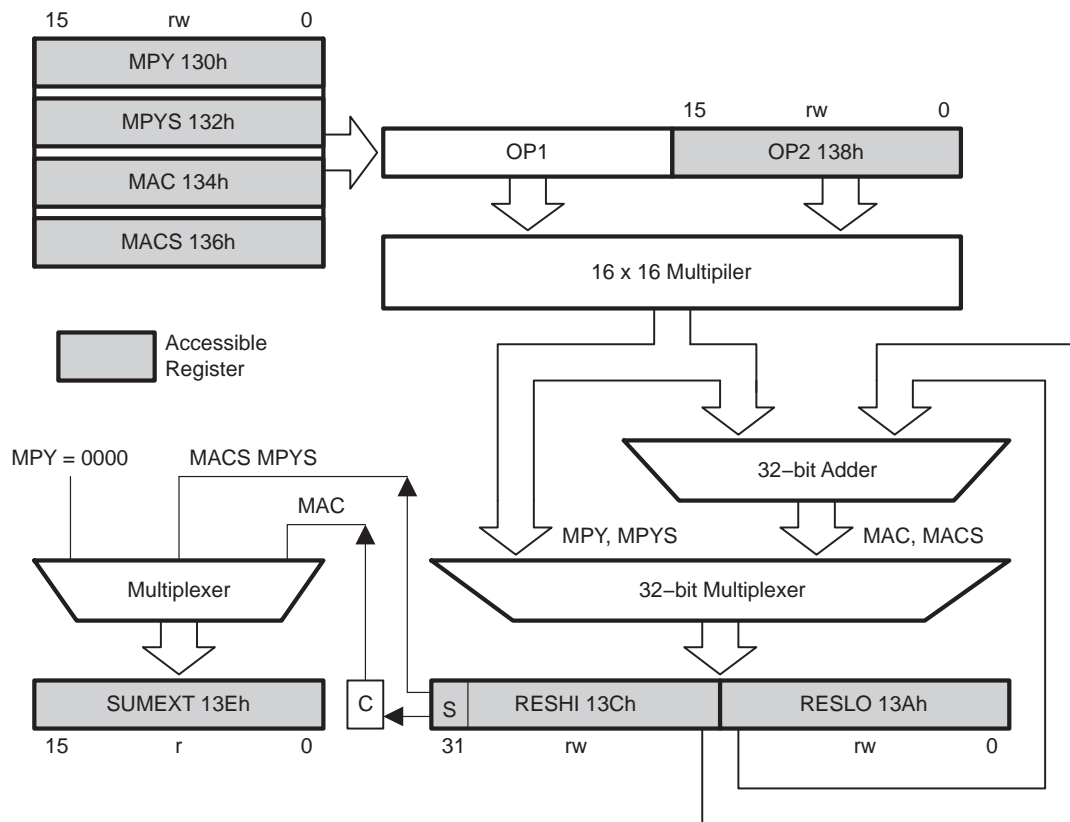 15 rw 0
MPY 130h
MPYS 132h
MAC 134h
MACS 136h
15 rw 0
OP1
OP2 138h
16 x 16 Multipiler
Accessible
Register
MPY = 0000
MACS MPYS
MAC
32−bit Adder
MPY, MPYS
MAC, MACS
Multiplexer
32−bit Multiplexer
SUMEXT 13Eh
C
S
RESHI 13Ch
RESLO 13Ah
15 r 0
31 rw
rw 0